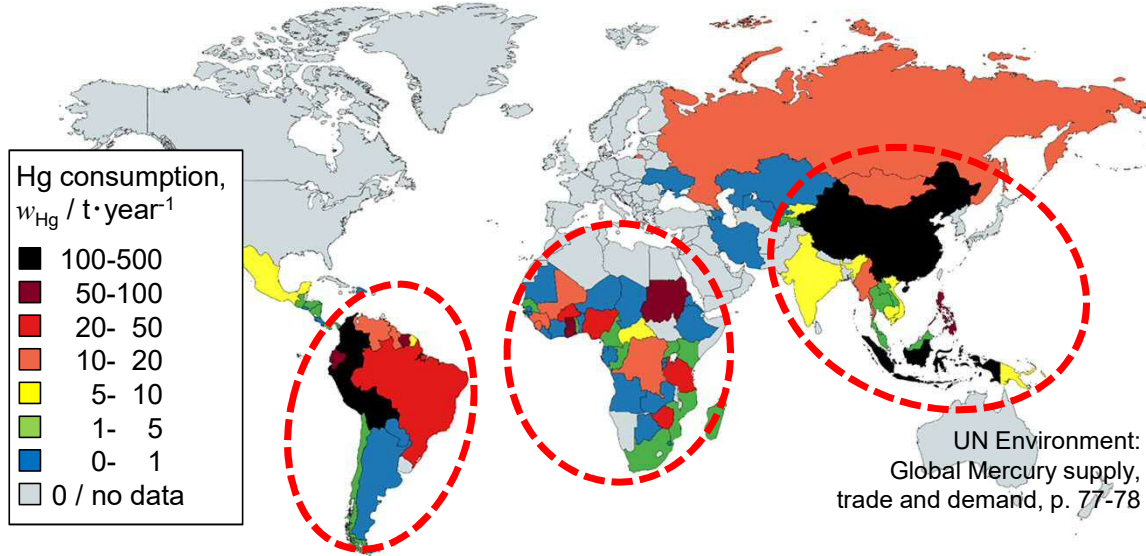 Hg consumption,
wHg / t·year-1
100-500
50-100
20- 50
10- 20
5- 10
1- 5
0- 1
0 / no data
UN Environment:
Global Mercury supply,
trade and demand, p. 77-78